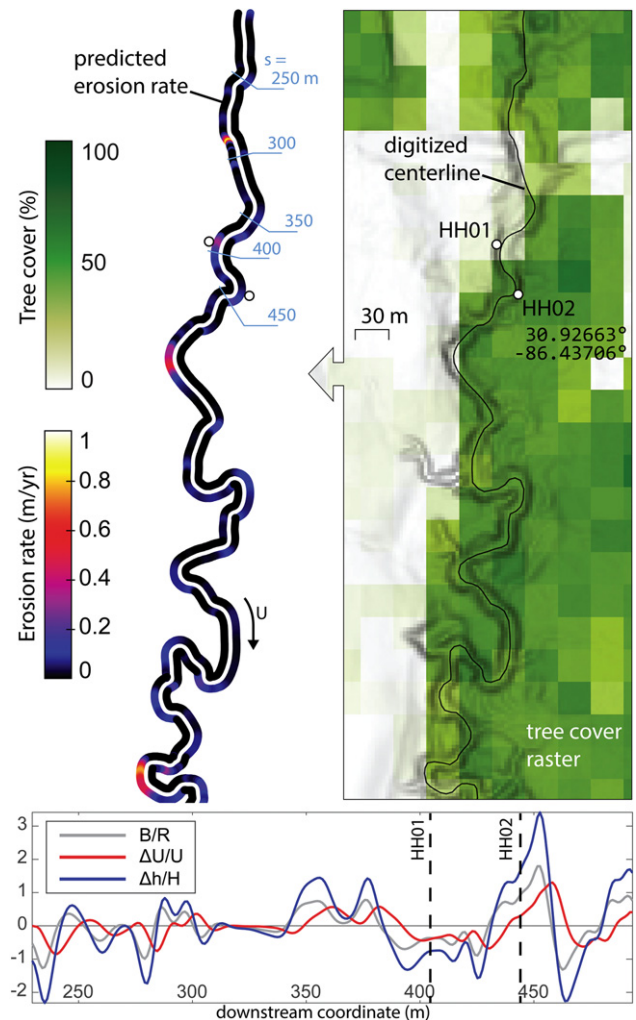 predicted
erosion rate
s =
250 m
300
350
400
450
Tree cover (%)
100
50
0
Erosion rate (m/yr)
1
0.8
0.6
0.4
0.2
0
U
digitized
centerline
HH01
HH02
30.92663°
-86.43706°
30 m
tree cover
raster
B/R
ΔU/U
Δh/H
HH01
HH02
3
2
1
0
-1
-2
250
300
350
400
450
downstream coordinate (m)